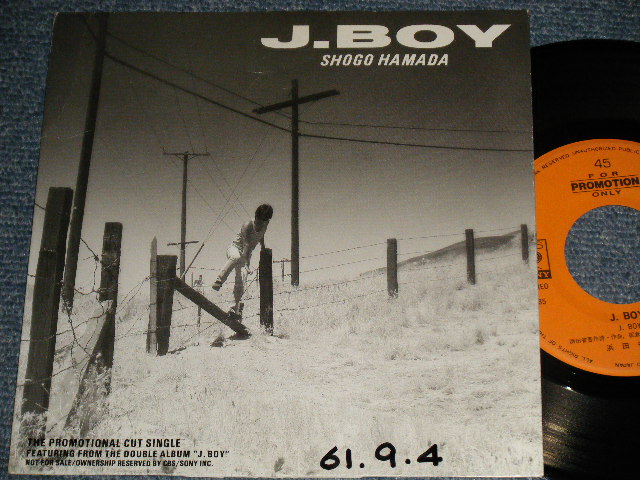 J.BOY
SHOGO HAMADA
THE PROMOTIONAL CUT SINGLE
FEATURING FROM THE DOUBLE ALBUM "J.BOY"
NOT FOR SALE/OWNERSHIP RESERVED BY CBS/SONY INC.
61.9.4
45
FOR
PROMOTION
ONLY
J. BOY